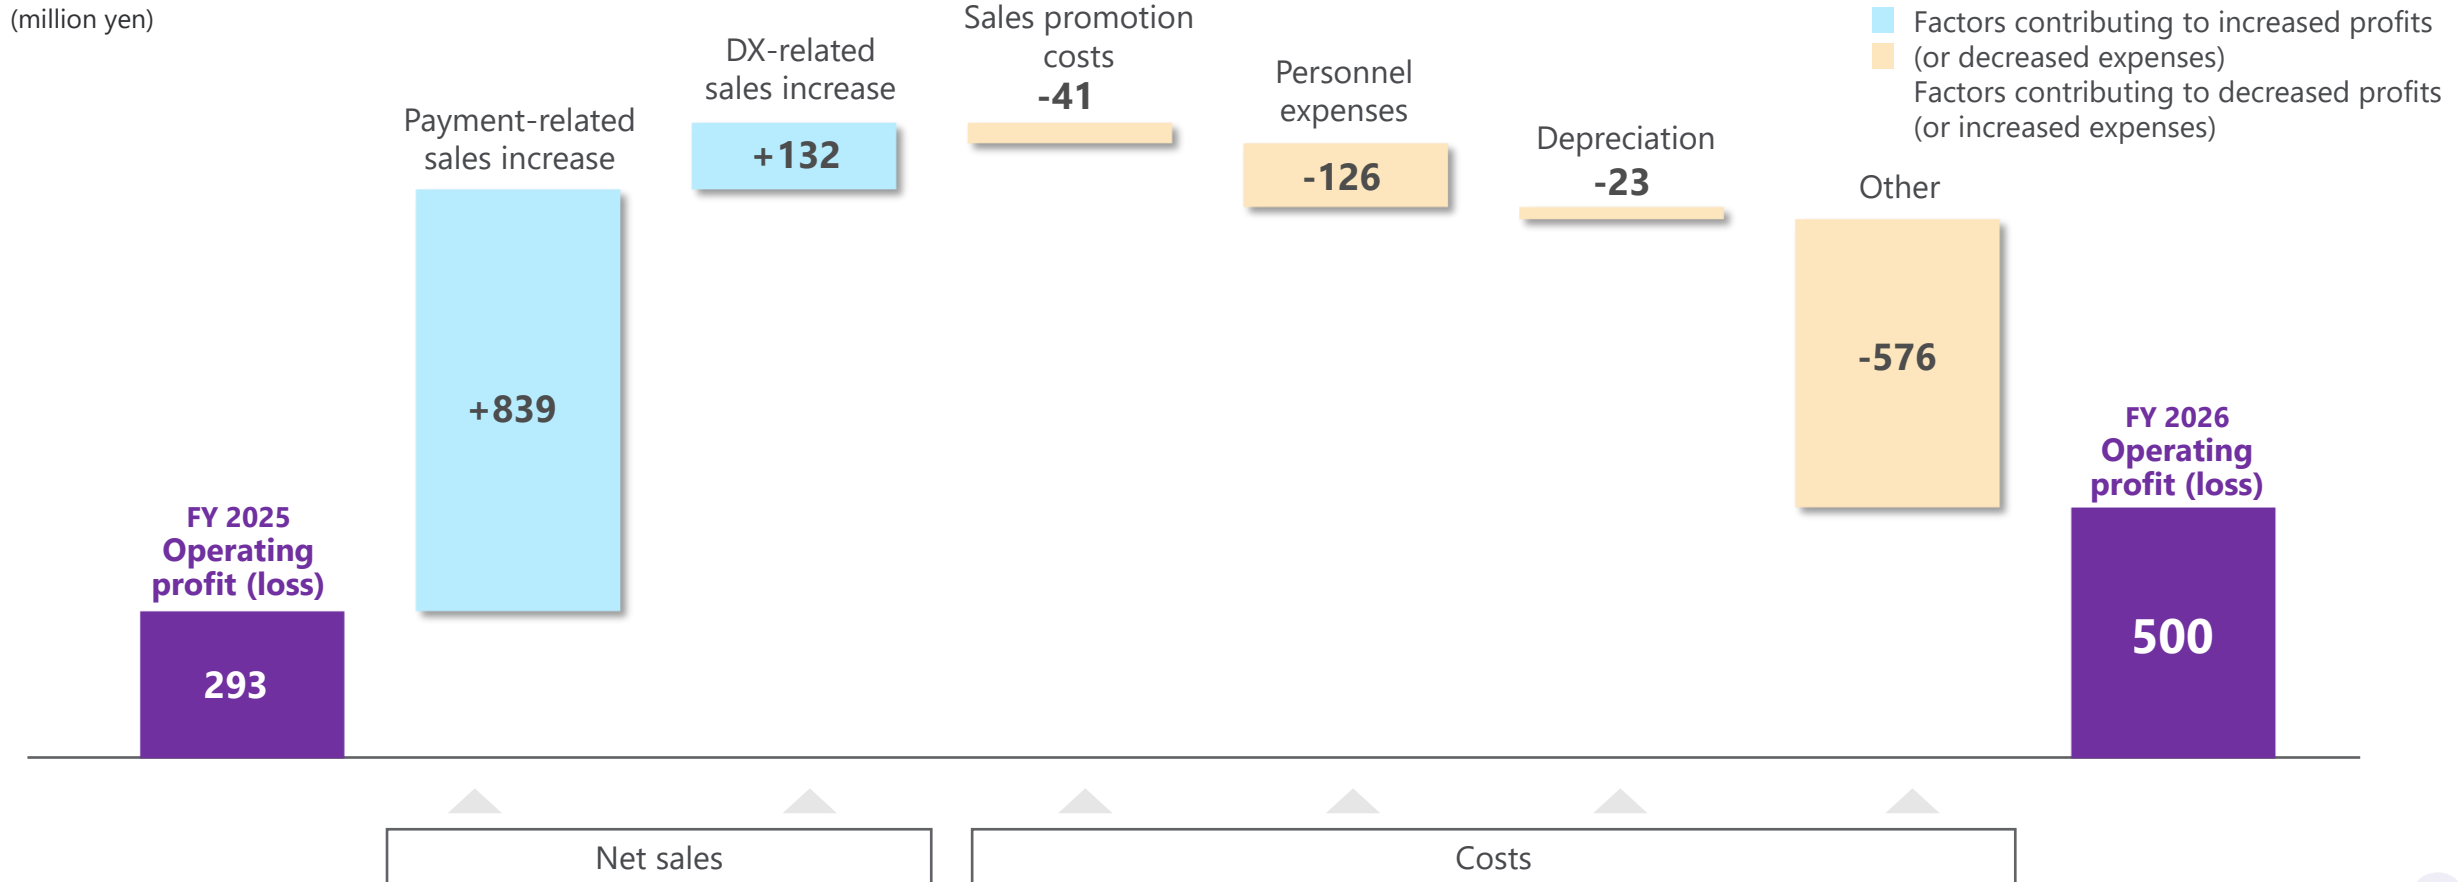 (million yen)
Factors contributing to increased profits
(or decreased expenses)
Factors contributing to decreased profits
(or increased expenses)
FY 2025
Operating
profit (loss)
293
Payment-related
sales increase
+839
DX-related
sales increase
+132
Sales promotion
costs
-41
Personnel
expenses
-126
Depreciation
-23
Other
-576
FY 2026
Operating
profit (loss)
500
Net sales
Costs